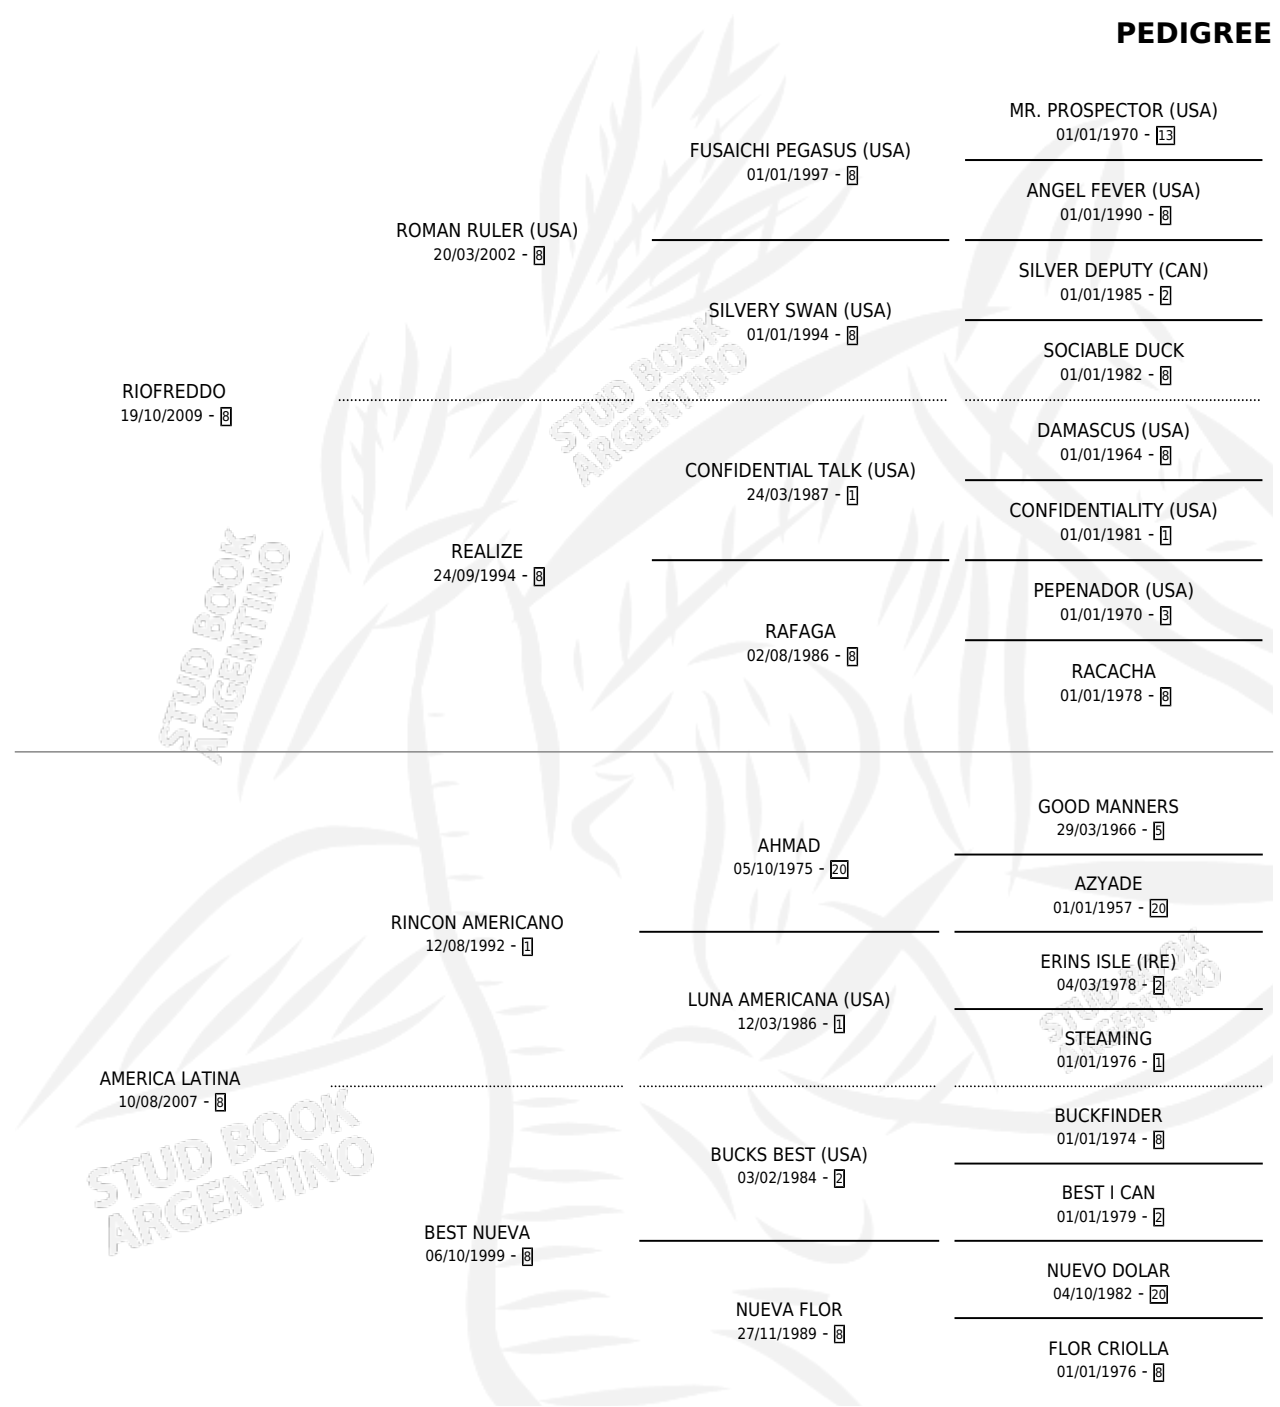 PEDIGREE
MR. PROSPECTOR (USA)
01/01/1970 - 13
FUSAICHI PEGASUS (USA)
01/01/1997 - 8
ANGEL FEVER (USA)
01/01/1990 - 8
ROMAN RULER (USA)
20/03/2002 - 8
SILVER DEPUTY (CAN)
01/01/1985 - 2
SILVERY SWAN (USA)
01/01/1994 - 8
SOCIABLE DUCK
01/01/1982 - 8
RIOFREDDO
19/10/2009 - 8
STUD BOOK
ARGENTINO
DAMASCUS (USA)
01/01/1964 - 8
CONFIDENTIAL TALK (USA)
24/03/1987 - 1
CONFIDENTIALITY (USA)
01/01/1981 - 1
REALIZE
24/09/1994 - 8
PEPENADOR (USA)
01/01/1970 - 3
RAFAGA
02/08/1986 - 8
RACACHA
01/01/1978 - 8
STUD BOOK
ARGENTINO
GOOD MANNERS
29/03/1966 - 5
AHMAD
05/10/1975 - 20
AZYADE
01/01/1957 - 20
RINCON AMERICANO
12/08/1992 - 1
ERINS ISLE (IRE)
04/03/1978 - 2
LUNA AMERICANA (USA)
12/03/1986 - 1
STEAMING
01/01/1976 - 1
STUD BOOK
ARGENTINO
AMERICA LATINA
10/08/2007 - 8
BUCKFINDER
01/01/1974 - 8
BUCKS BEST (USA)
03/02/1984 - 2
BEST I CAN
01/01/1979 - 2
STUD BOOK
ARGENTINO
BEST NUEVA
06/10/1999 - 8
NUEVO DOLAR
04/10/1982 - 20
NUEVA FLOR
27/11/1989 - 8
FLOR CRIOLLA
01/01/1976 - 8